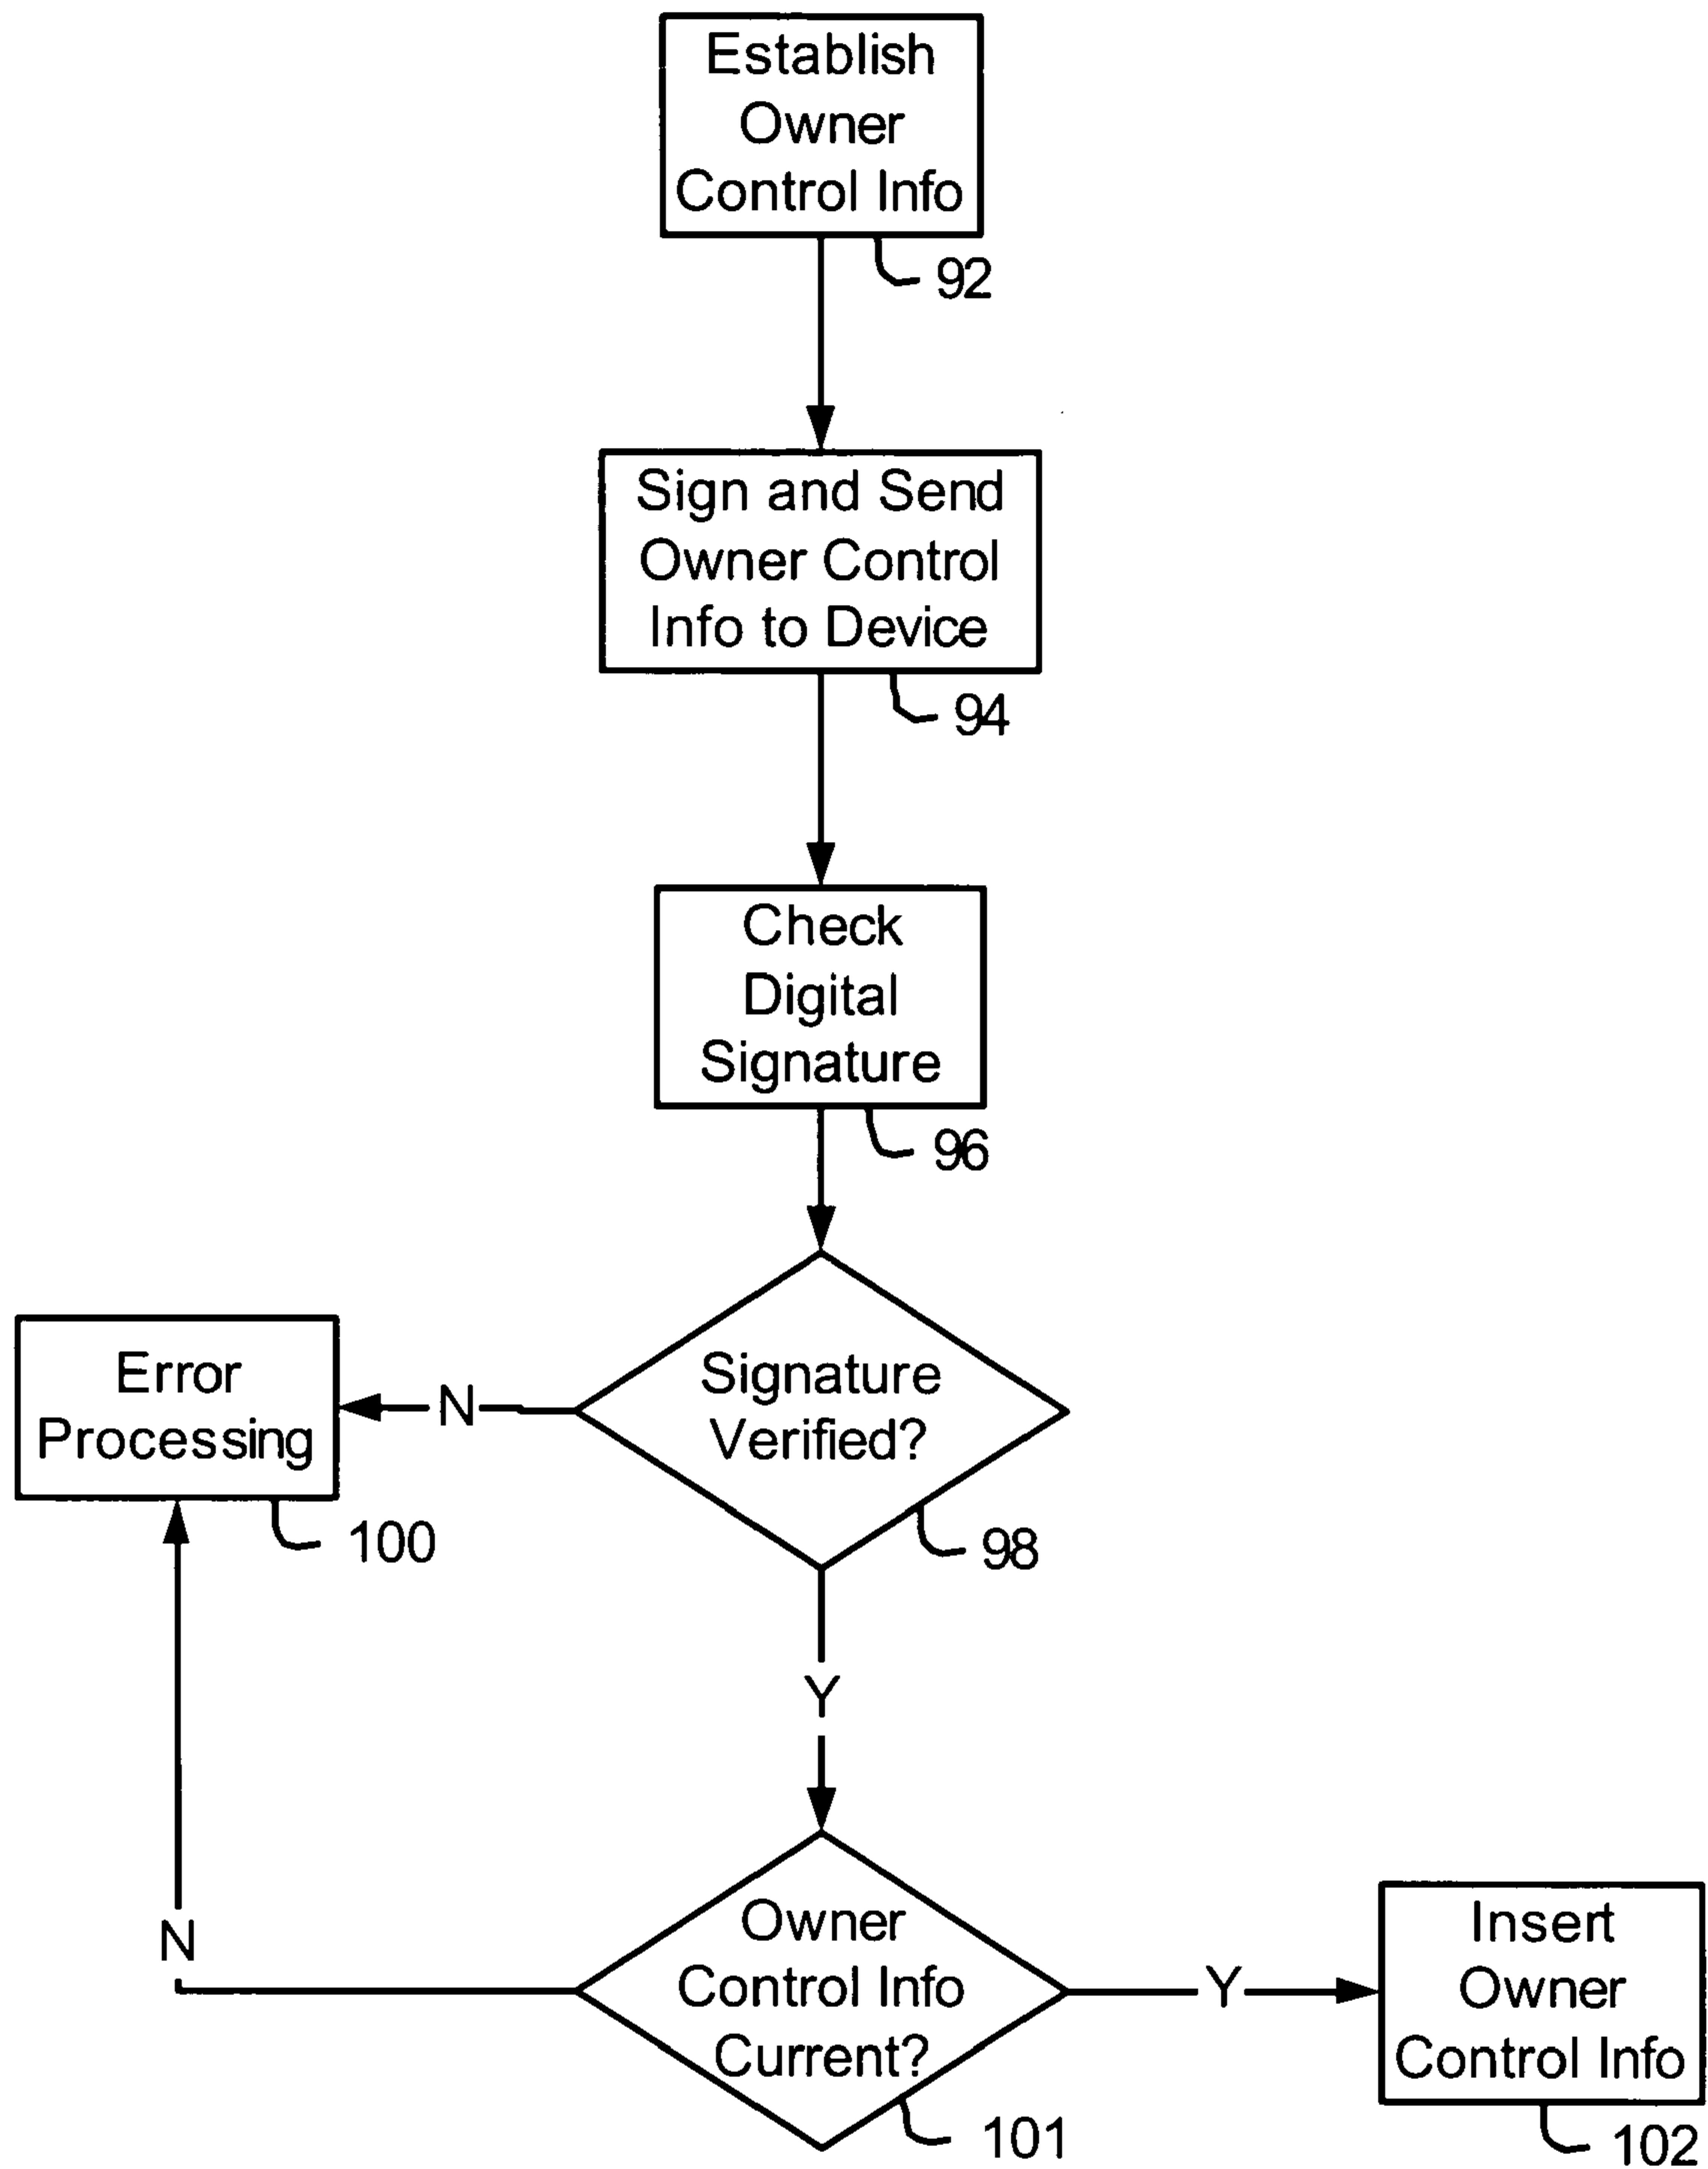 Establish
Owner
Control Info
92
Sign and Send
Owner Control
Info to Device
94
Check
Digital
Signature
96
Signature
Verified?
98
N
Error
Processing
100
Y
Owner
Control Info
Current?
101
N
Y
Insert
Owner
Control Info
102